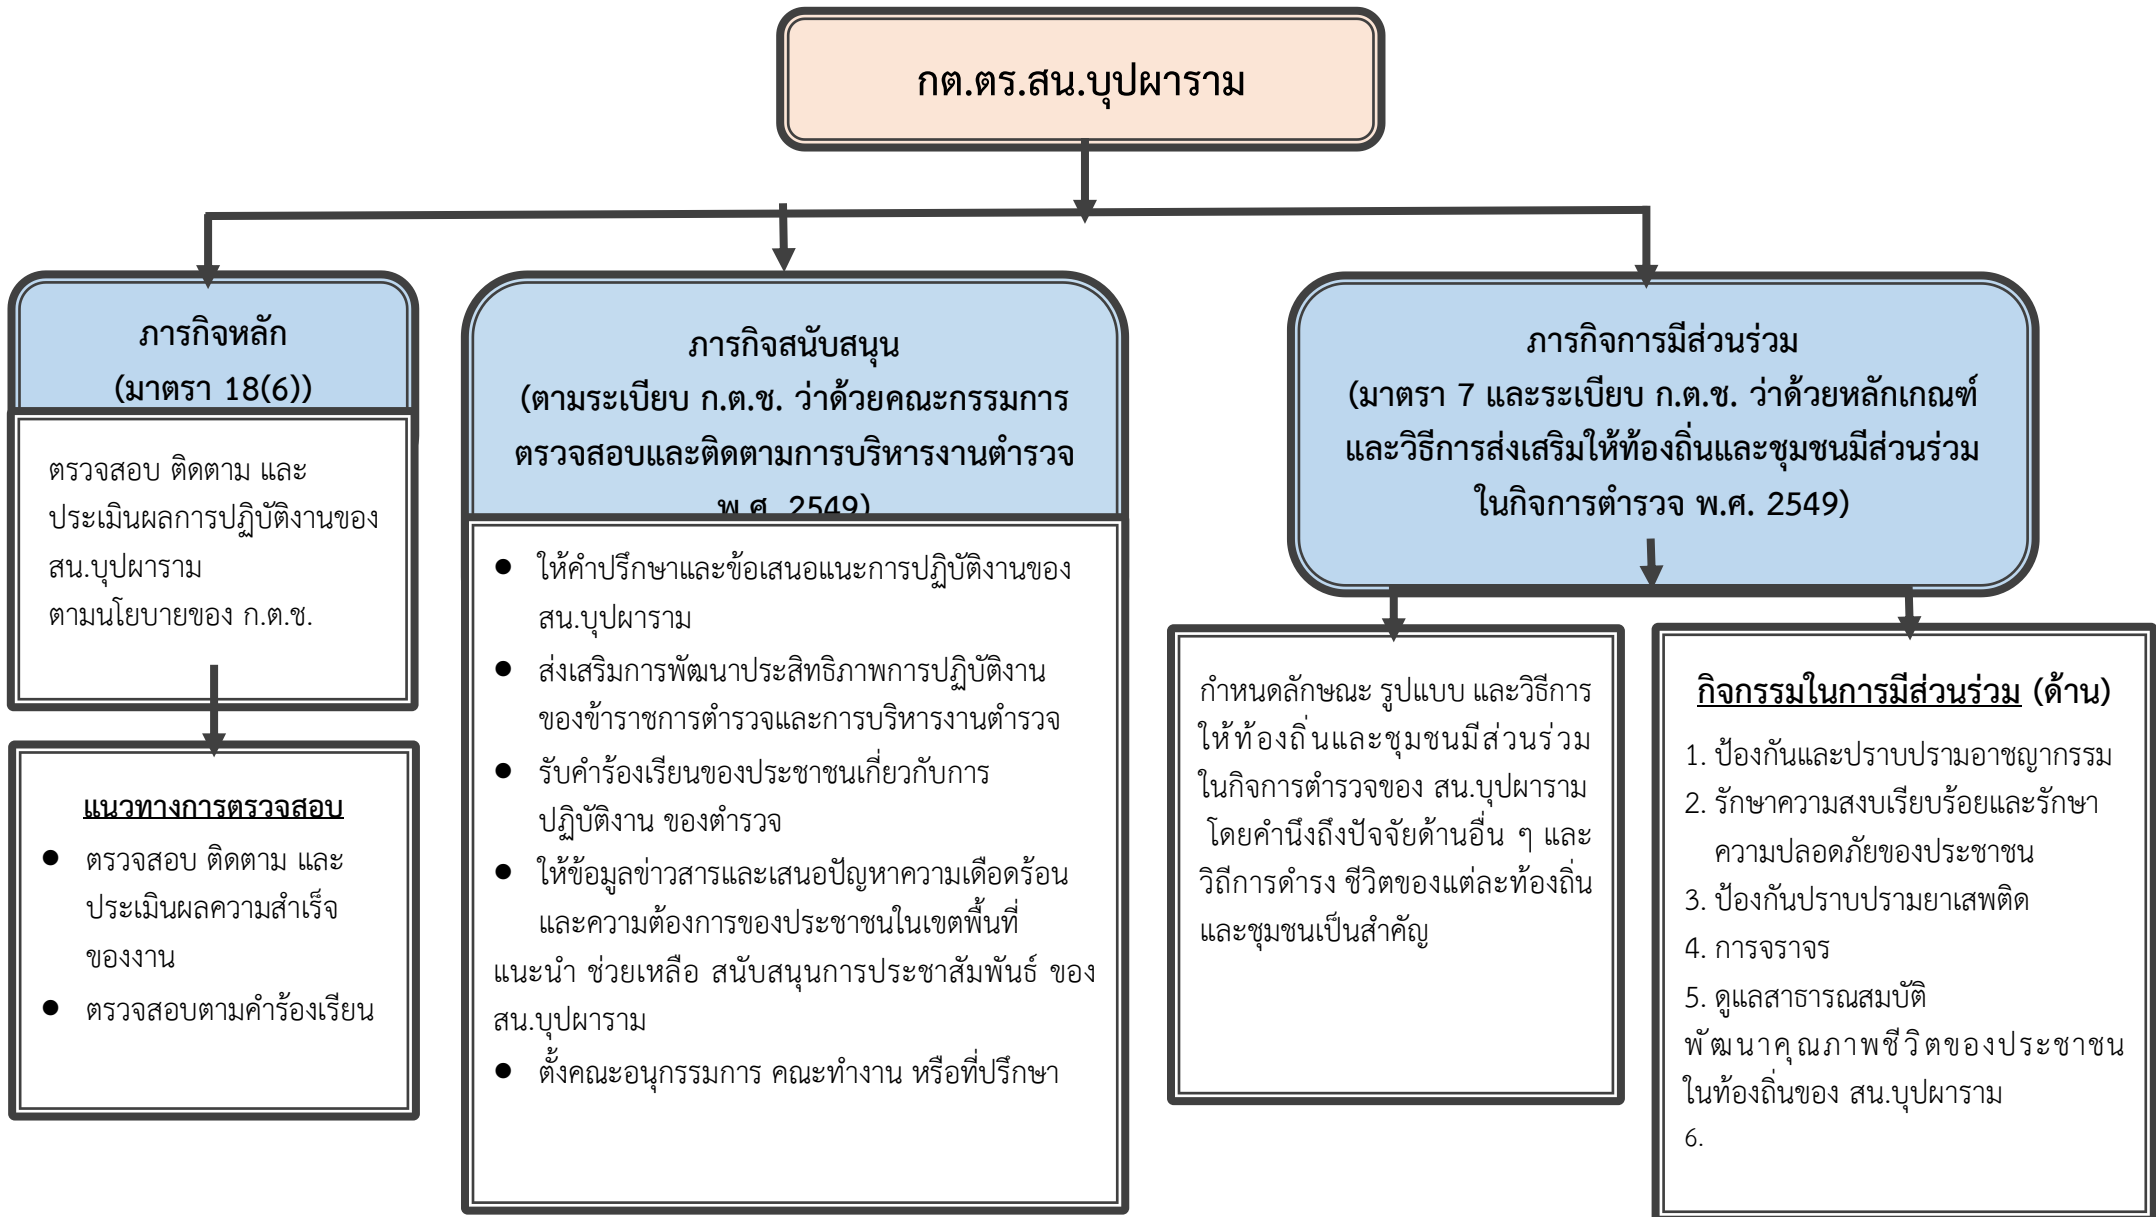 กต.ตร.สน.บุปผาราม
ภารกิจหลัก
(มาตรา 18(6))
ตรวจสอบ ติดตาม และ
ประเมินผลการปฏิบัติงานของ
สน.บุปผาราม
ตามนโยบายของ ก.ต.ช.
แนวทางการตรวจสอบ
● ตรวจสอบ ติดตาม และ
ประเมินผลความสำเร็จ
ของงาน
● ตรวจสอบตามคำร้องเรียน
ภารกิจสนับสนุน
(ตามระเบียบ ก.ต.ช. ว่าด้วยคณะกรรมการ
ตรวจสอบและติดตามการบริหารงานตำรวจ
พ.ศ. 2549)
● ให้คำปรึกษาและข้อเสนอแนะการปฏิบัติงานของ
สน.บุปผาราม
● ส่งเสริมการพัฒนาประสิทธิภาพการปฏิบัติงาน
ของข้าราชการตำรวจและการบริหารงานตำรวจ
● รับคำร้องเรียนของประชาชนเกี่ยวกับการ
ปฏิบัติงาน ของตำรวจ
● ให้ข้อมูลข่าวสารและเสนอปัญหาความเดือดร้อน
และความต้องการของประชาชนในเขตพื้นที่
แนะนำ ช่วยเหลือ สนับสนุนการประชาสัมพันธ์ ของ
สน.บุปผาราม
● ตั้งคณะอนุกรรมการ คณะทำงาน หรือที่ปรึกษา
ภารกิจการมีส่วนร่วม
(มาตรา 7 และระเบียบ ก.ต.ช. ว่าด้วยหลักเกณฑ์
และวิธีการส่งเสริมให้ท้องถิ่นและชุมชนมีส่วนร่วม
ในกิจการตำรวจ พ.ศ. 2549)
กำหนดลักษณะ รูปแบบ และวิธีการ
ให้ท้องถิ่นและชุมชนมีส่วนร่วม
ในกิจการตำรวจของ สน.บุปผาราม
โดยคำนึงถึงปัจจัยด้านอื่น ๆ และ
วิถีการดำรง ชีวิตของแต่ละท้องถิ่น
และชุมชนเป็นสำคัญ
กิจกรรมในการมีส่วนร่วม (ด้าน)
1. ป้องกันและปราบปรามอาชญากรรม
2. รักษาความสงบเรียบร้อยและรักษา
ความปลอดภัยของประชาชน
3. ป้องกันปราบปรามยาเสพติด
4. การจราจร
5. ดูแลสาธารณสมบัติ
พัฒนาคุณภาพชีวิตของประชาชน
ในท้องถิ่นของ สน.บุปผาราม
6.